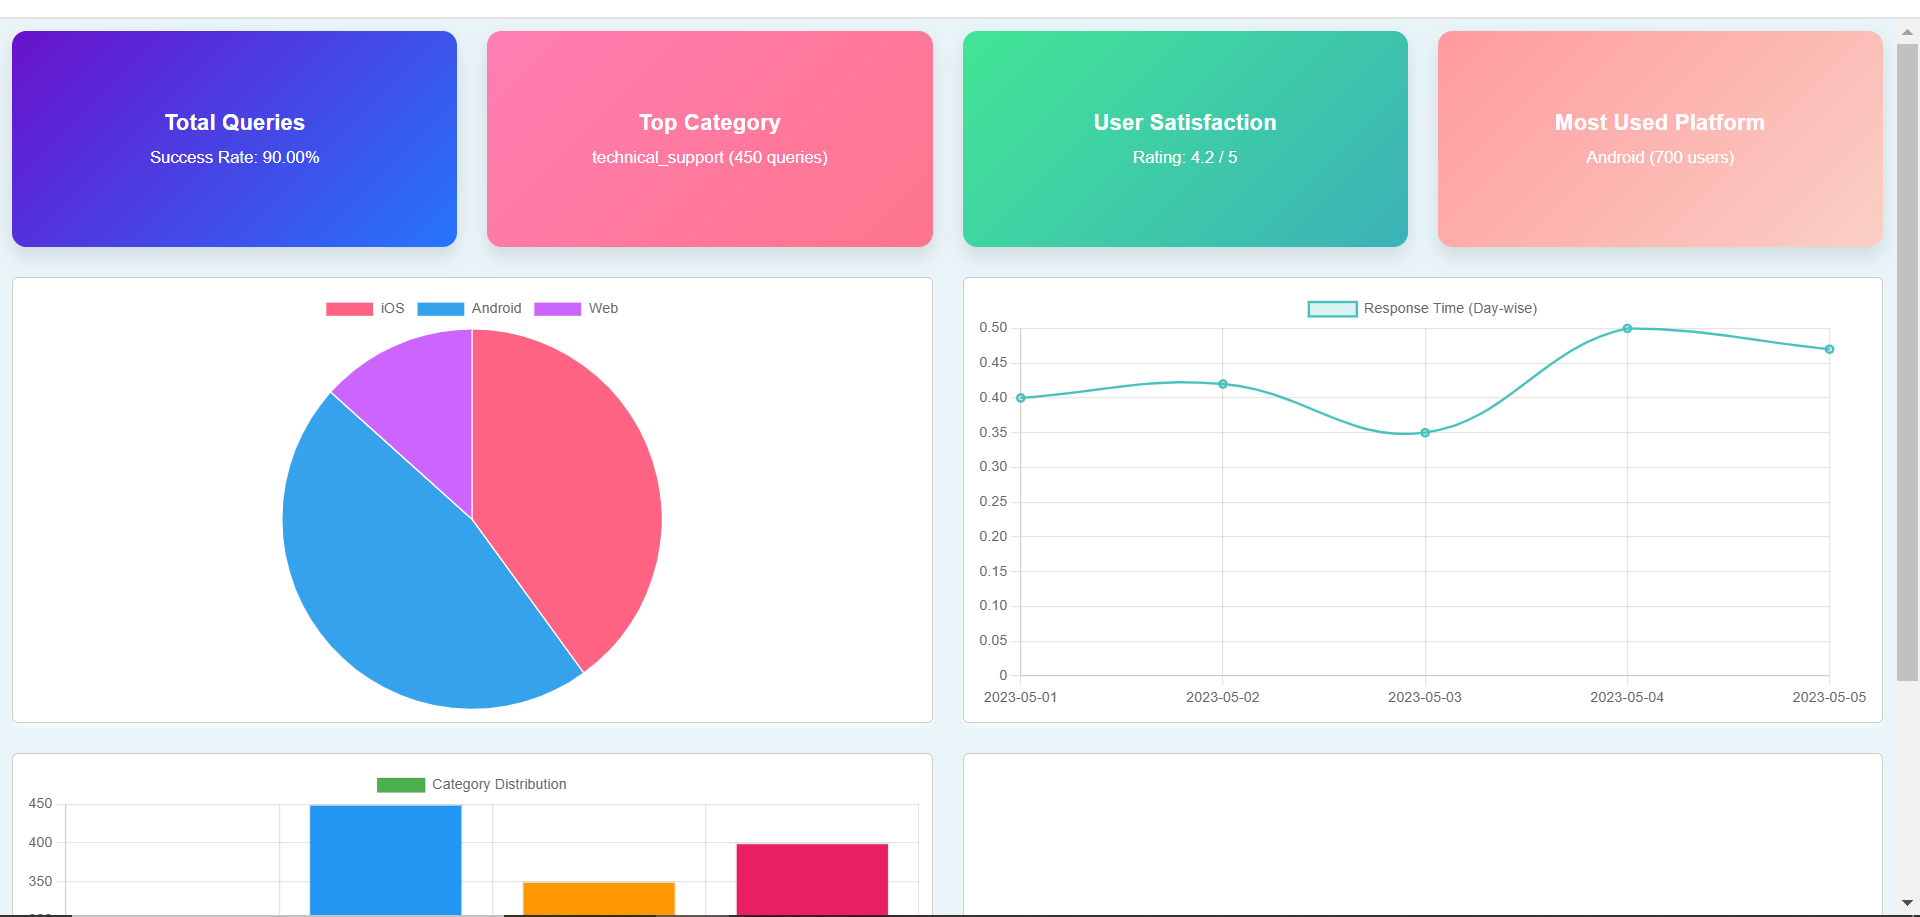 Total Queries
Success Rate: 90.00%
Top Category
technical_support (450 queries)
User Satisfaction
Rating: 4.2 / 5
Most Used Platform
Android (700 users)
iOS Android Web
Response Time (Day-wise)
0.50
0.45
0.40
0.35
0.30
0.25
0.20
0.15
0.10
0.05
0
2023-05-01 2023-05-02 2023-05-03 2023-05-04 2023-05-05
Category Distribution
450
400
350